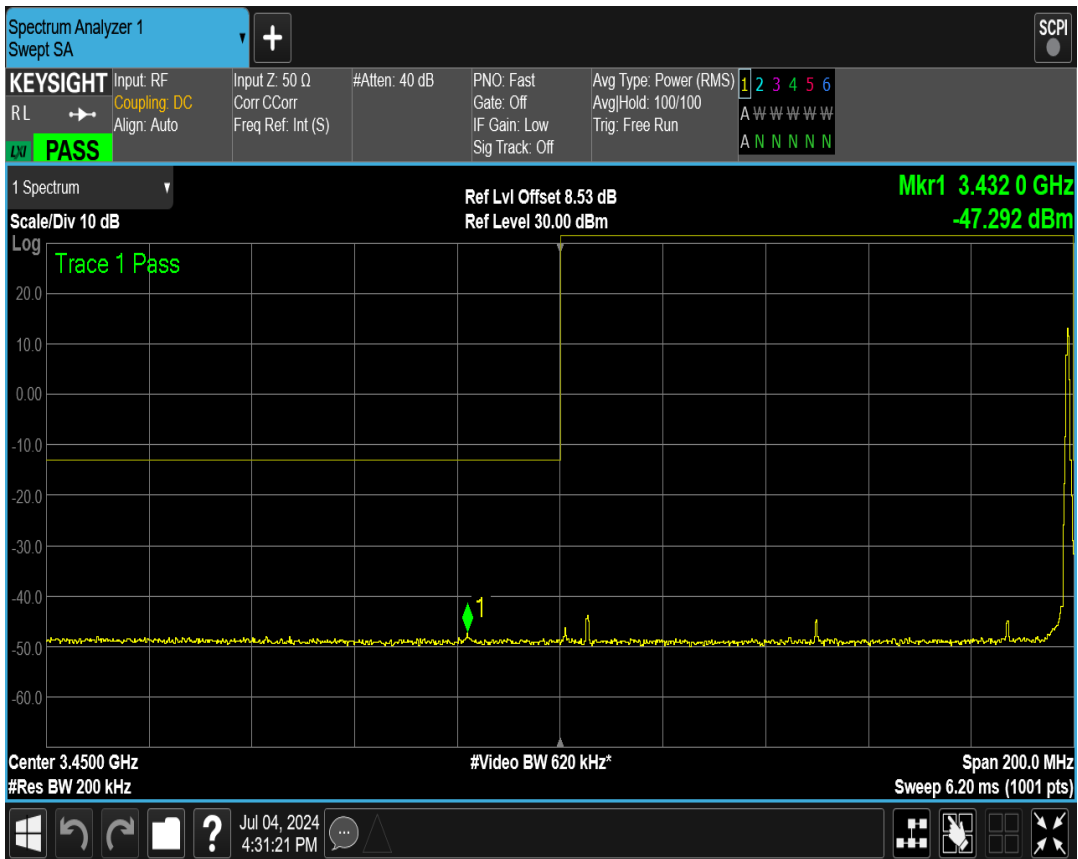 Spectrum Analyzer 1
Swept SA
SCPI
KEYSIGHT
R L
LXI PASS
Input: RF
Coupling: DC
Align: Auto
Input Z: 50 Ω
Corr CCorr
Freq Ref: Int (S)
#Atten: 40 dB
PNO: Fast
Gate: Off
IF Gain: Low
Sig Track: Off
Avg Type: Power (RMS)
Avg|Hold: 100/100
Trig: Free Run
1 2 3 4 5 6
A W W W W W
A N N N N N
1 Spectrum
Scale/Div 10 dB
Ref Lvl Offset 8.53 dB
Ref Level 30.00 dBm
Mkr1 3.432 0 GHz
-47.292 dBm
Log
Trace 1 Pass
20.0
10.0
0.00
-10.0
-20.0
-30.0
-40.0
1
-50.0
-60.0
Center 3.4500 GHz
#Video BW 620 kHz*
Span 200.0 MHz
#Res BW 200 kHz
Sweep 6.20 ms (1001 pts)
?
Jul 04, 2024
4:31:21 PM